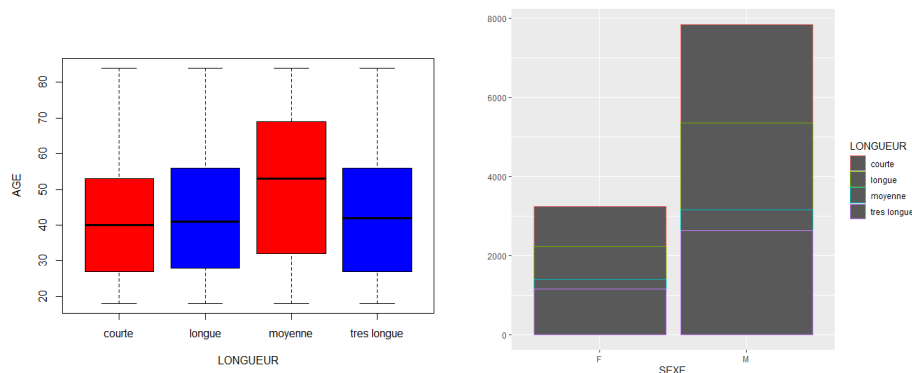 AGE
80
70
60
50
40
30
20
courte longue moyenne tres longue
LONGUEUR
8000
6000
4000
2000
0
F M
SEXE
LONGUEUR
courte
longue
moyenne
tres longue